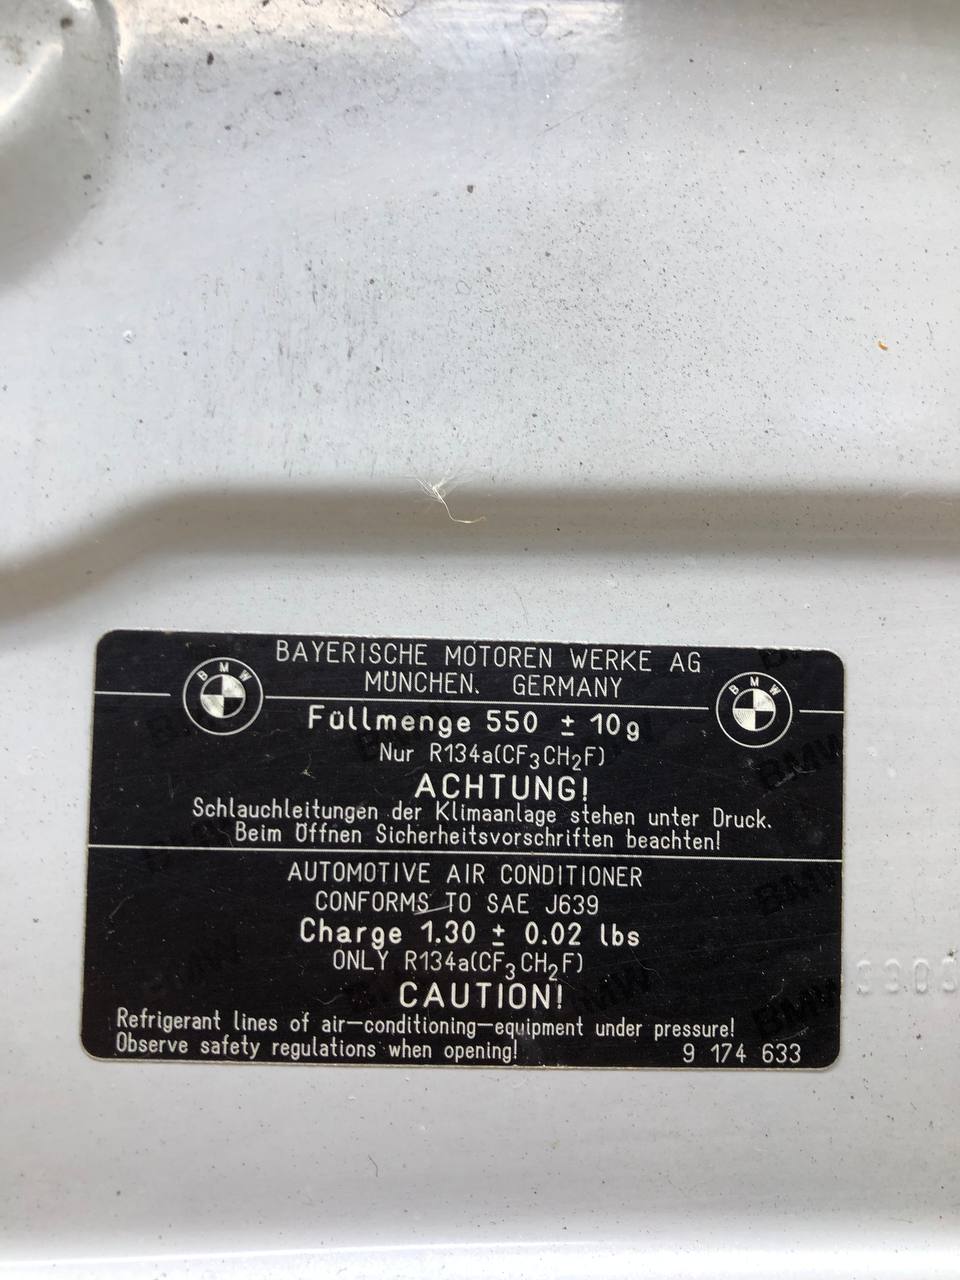 BAYERISCHE MOTOREN WERKE AG
MÜNCHEN. GERMANY
BMW
BMW
Füllmenge 550 ± 10g
Nur R134a(CF3CH2F)
ACHTUNG!
Schlauchleitungen der Klimaanlage stehen unter Druck.
Beim Öffnen Sicherheitsvorschriften beachten!
AUTOMOTIVE AIR CONDITIONER
CONFORMS TO SAE J639
Charge 1.30 ± 0.02 lbs
ONLY R134a(CF3CH2F)
CAUTION!
Refrigerant lines of air-conditioning-equipment under pressure!
Observe safety regulations when opening!
9 174 633